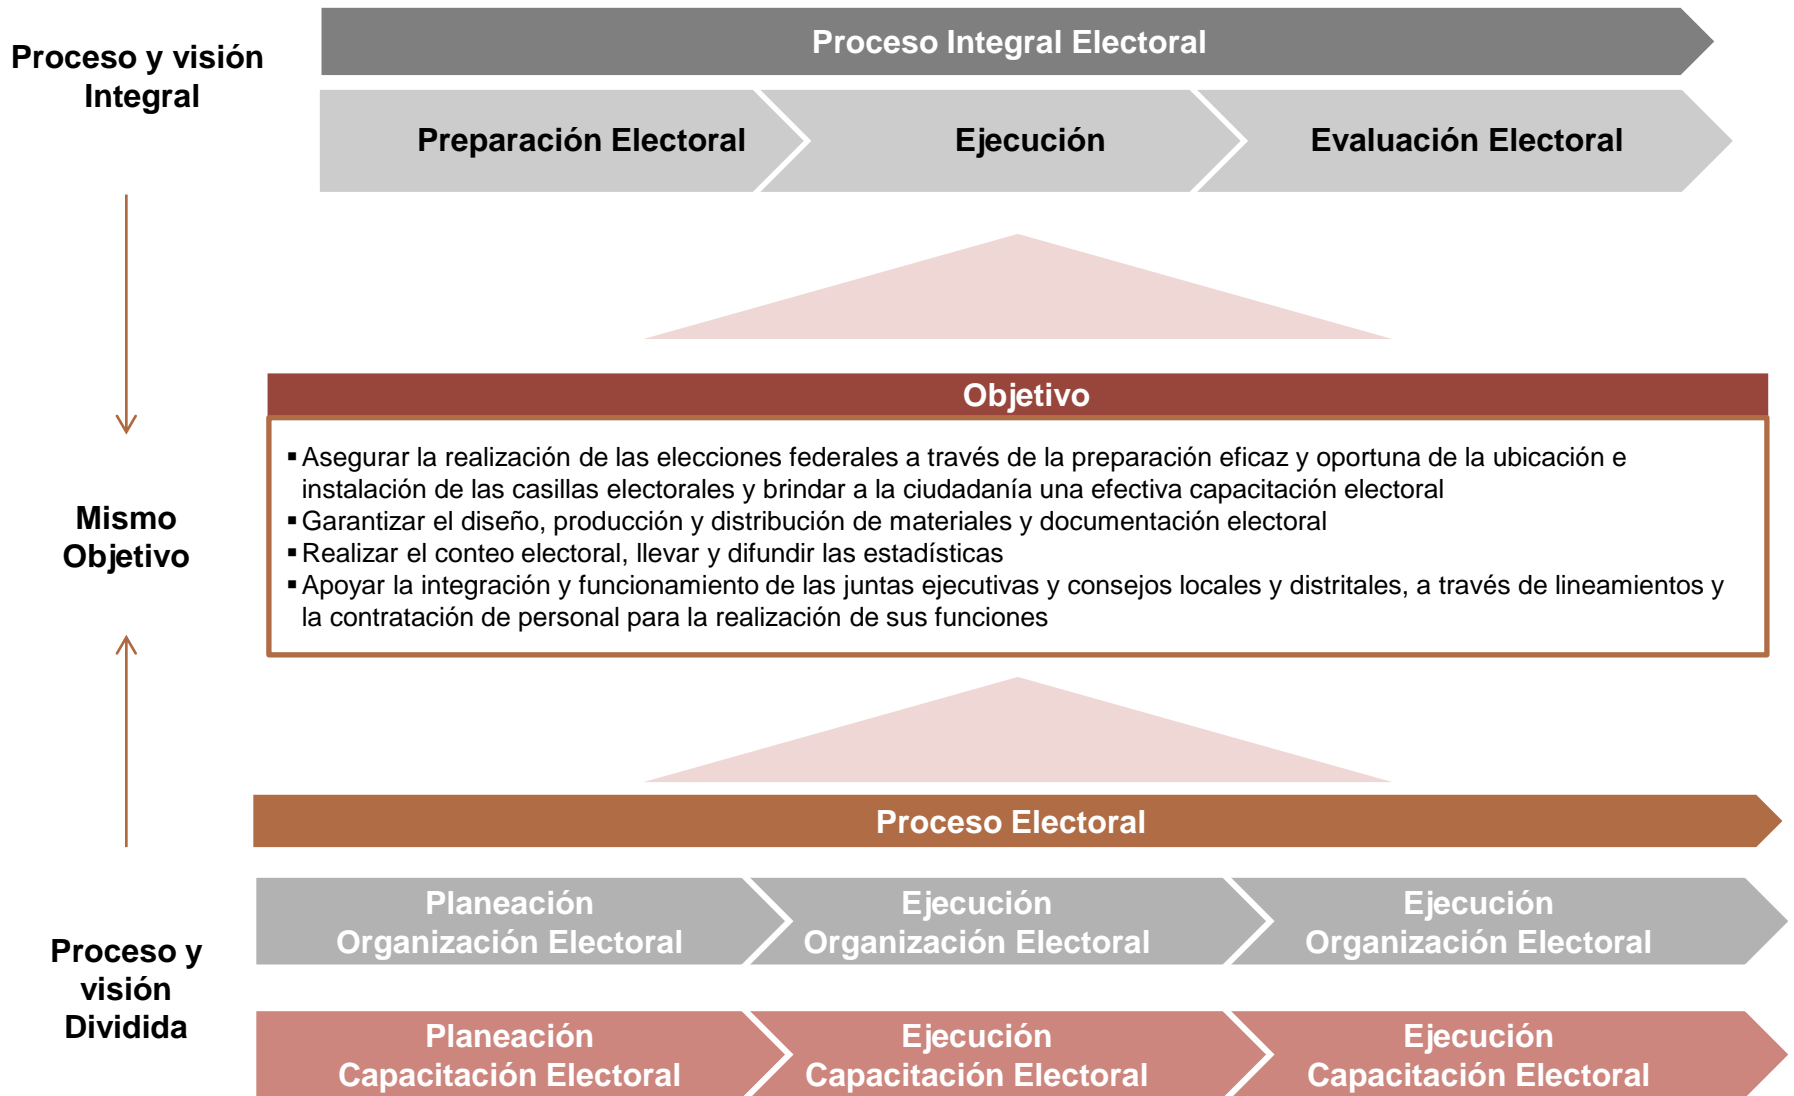 Proceso y visión
Integral
Proceso Integral Electoral
Preparación Electoral
Ejecución
Evaluación Electoral
Mismo
Objetivo
Objetivo
▪ Asegurar la realización de las elecciones federales a través de la preparación eficaz y oportuna de la ubicación e
instalación de las casillas electorales y brindar a la ciudadanía una efectiva capacitación electoral
▪ Garantizar el diseño, producción y distribución de materiales y documentación electoral
▪ Realizar el conteo electoral, llevar y difundir las estadísticas
▪ Apoyar la integración y funcionamiento de las juntas ejecutivas y consejos locales y distritales, a través de lineamientos y
la contratación de personal para la realización de sus funciones
Proceso y
visión
Dividida
Proceso Electoral
Planeación
Organización Electoral
Ejecución
Organización Electoral
Ejecución
Organización Electoral
Planeación
Capacitación Electoral
Ejecución
Capacitación Electoral
Ejecución
Capacitación Electoral